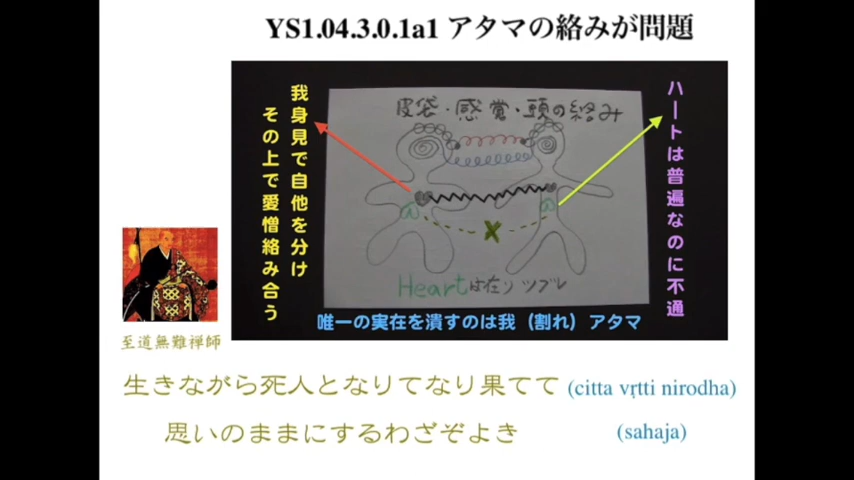 YS1.04.3.0.1a1 アタマの絡みが問題
我身見で自他を分け
その上で愛憎絡み合う
皮袋・感覚・頭の絡み
ハートは普遍なのに不通
@
@
×
Heartは在りツブレ
唯一の実在を潰すのは我（割れ）アタマ
至道無難禅師
生きながら死人となりてなり果てて (citta vṛtti nirodha)
思いのままにするわざぞよき (sahaja)